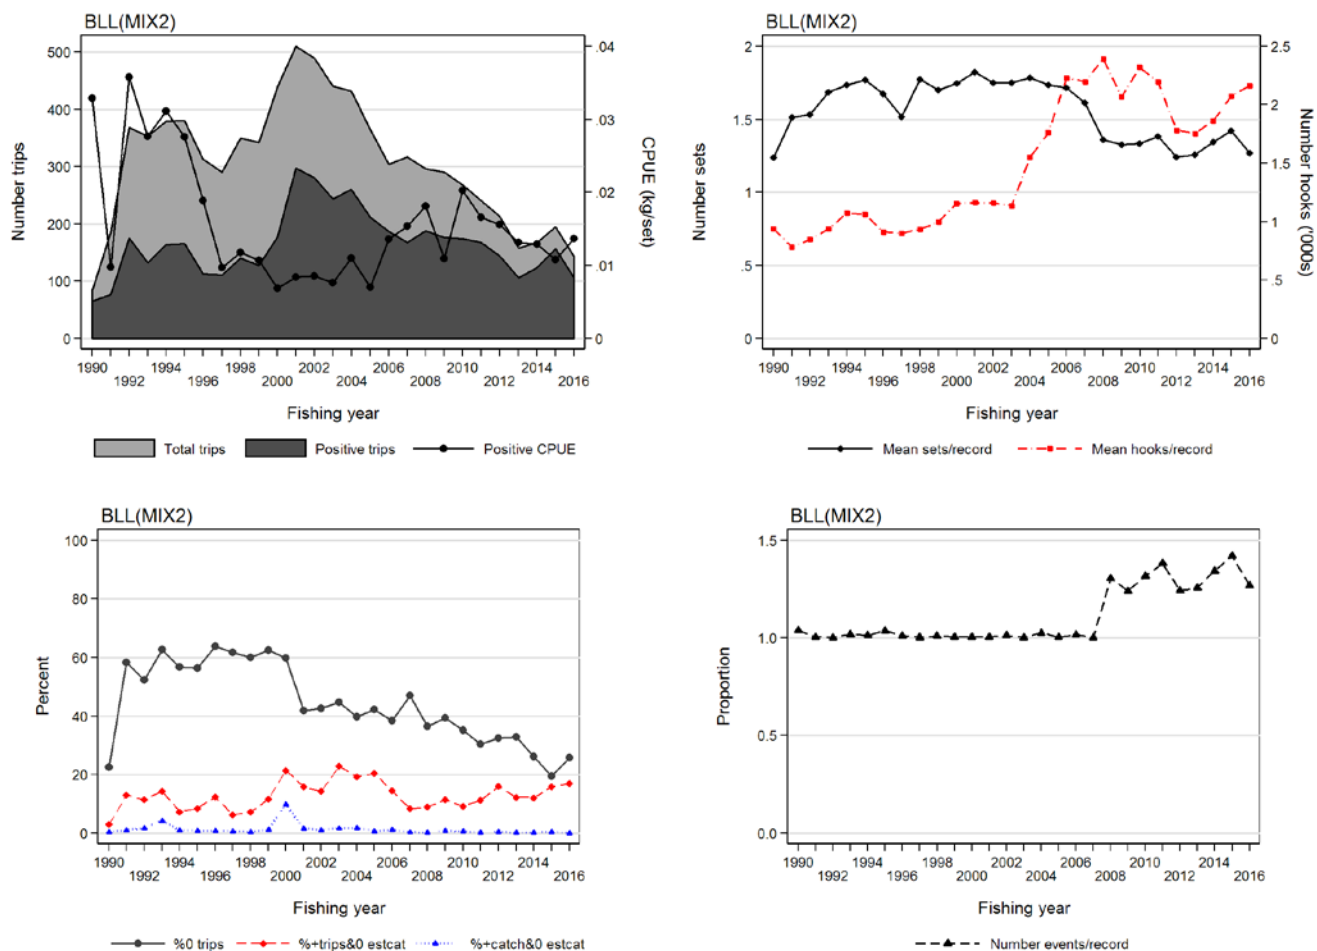 BLL(MIX2)
500
400
300
200
100
0
Number trips
.04
.03
.02
.01
0
CPUE (kg/set)
1990 1994 1996 1998 2000 2002 2004 2006 2008 2010 2012 2014 2016
1992
Fishing year
Total trips Positive trips Positive CPUE
BLL(MIX2)
2
1.5
1
.5
0
Number sets
2.5
2
1.5
1
.5
0
Number hooks ('000s)
1990 1994 1998 2002 2006 2010 2014
1992 1996 2000 2004 2008 2012 2016
Fishing year
Mean sets/record Mean hooks/record
BLL(MIX2)
100
80
60
40
20
0
Percent
1990 1994 1998 2002 2006 2010 2014
1992 1996 2000 2004 2008 2012 2016
Fishing year
%0 trips %+trips&0 estcat %+catch&0 estcat
BLL(MIX2)
1.5
1.0
0.5
0.0
Proportion
1990 1994 1998 2002 2006 2010 2014
1992 1996 2000 2004 2008 2012 2016
Fishing year
Number events/record